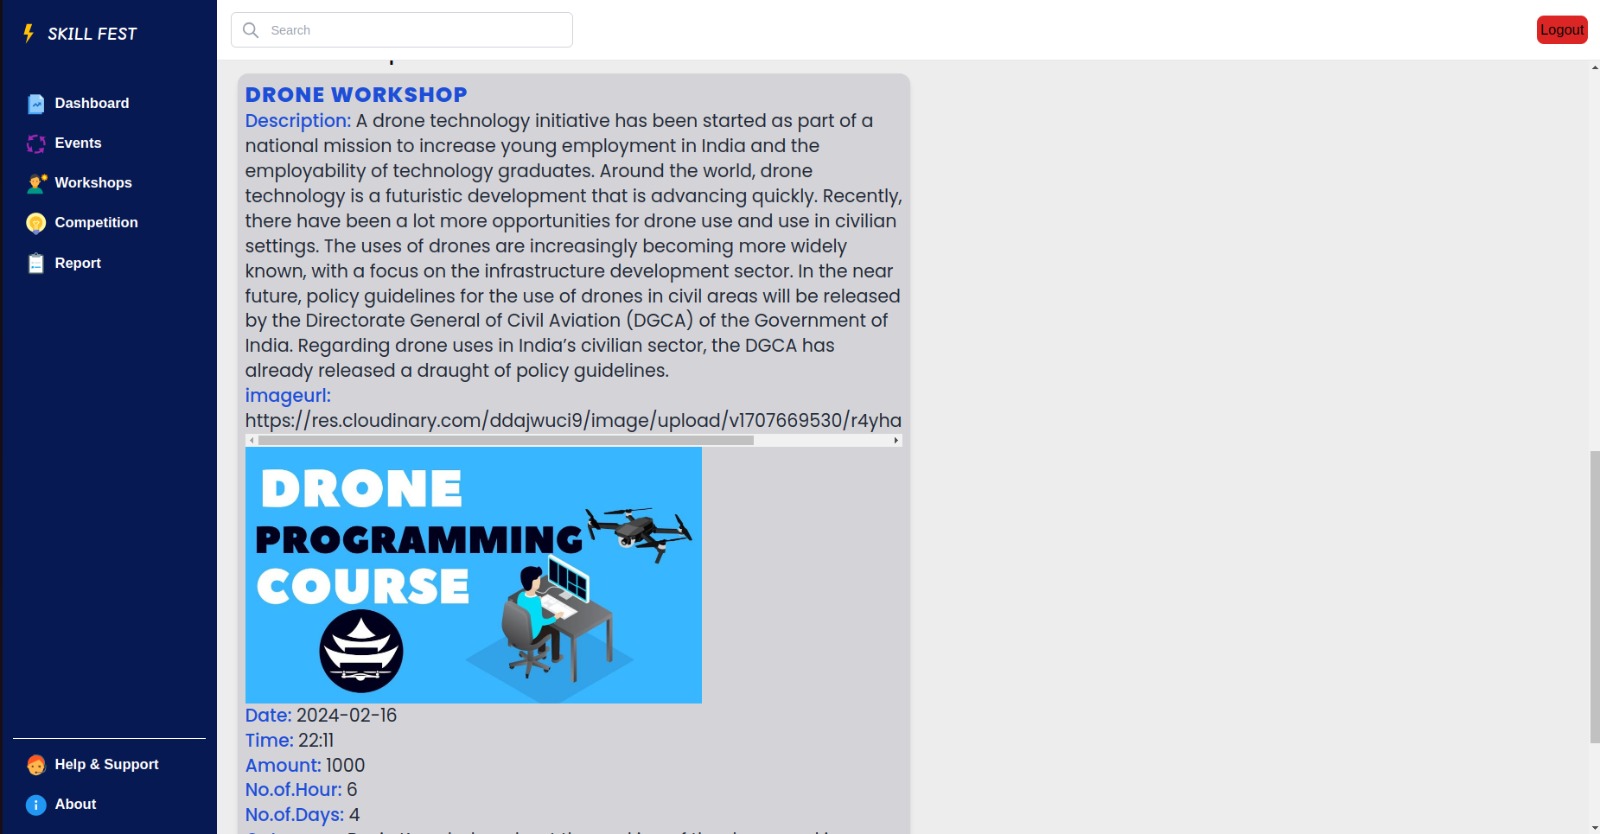 SKILL FEST
Dashboard
Events
Workshops
Competition
Report
Help & Support
About
Search
Logout
DRONE WORKSHOP
Description: A drone technology initiative has been started as part of a
national mission to increase young employment in India and the
employability of technology graduates. Around the world, drone
technology is a futuristic development that is advancing quickly. Recently,
there have been a lot more opportunities for drone use and use in civilian
settings. The uses of drones are increasingly becoming more widely
known, with a focus on the infrastructure development sector. In the near
future, policy guidelines for the use of drones in civil areas will be released
by the Directorate General of Civil Aviation (DGCA) of the Government of
India. Regarding drone uses in India’s civilian sector, the DGCA has
already released a draught of policy guidelines.
imageurl:
https://res.cloudinary.com/ddajwuci9/image/upload/v1707669530/r4yha
DRONE
PROGRAMMING
COURSE
Date: 2024-02-16
Time: 22:11
Amount: 1000
No.of.Hour: 6
No.of.Days: 4